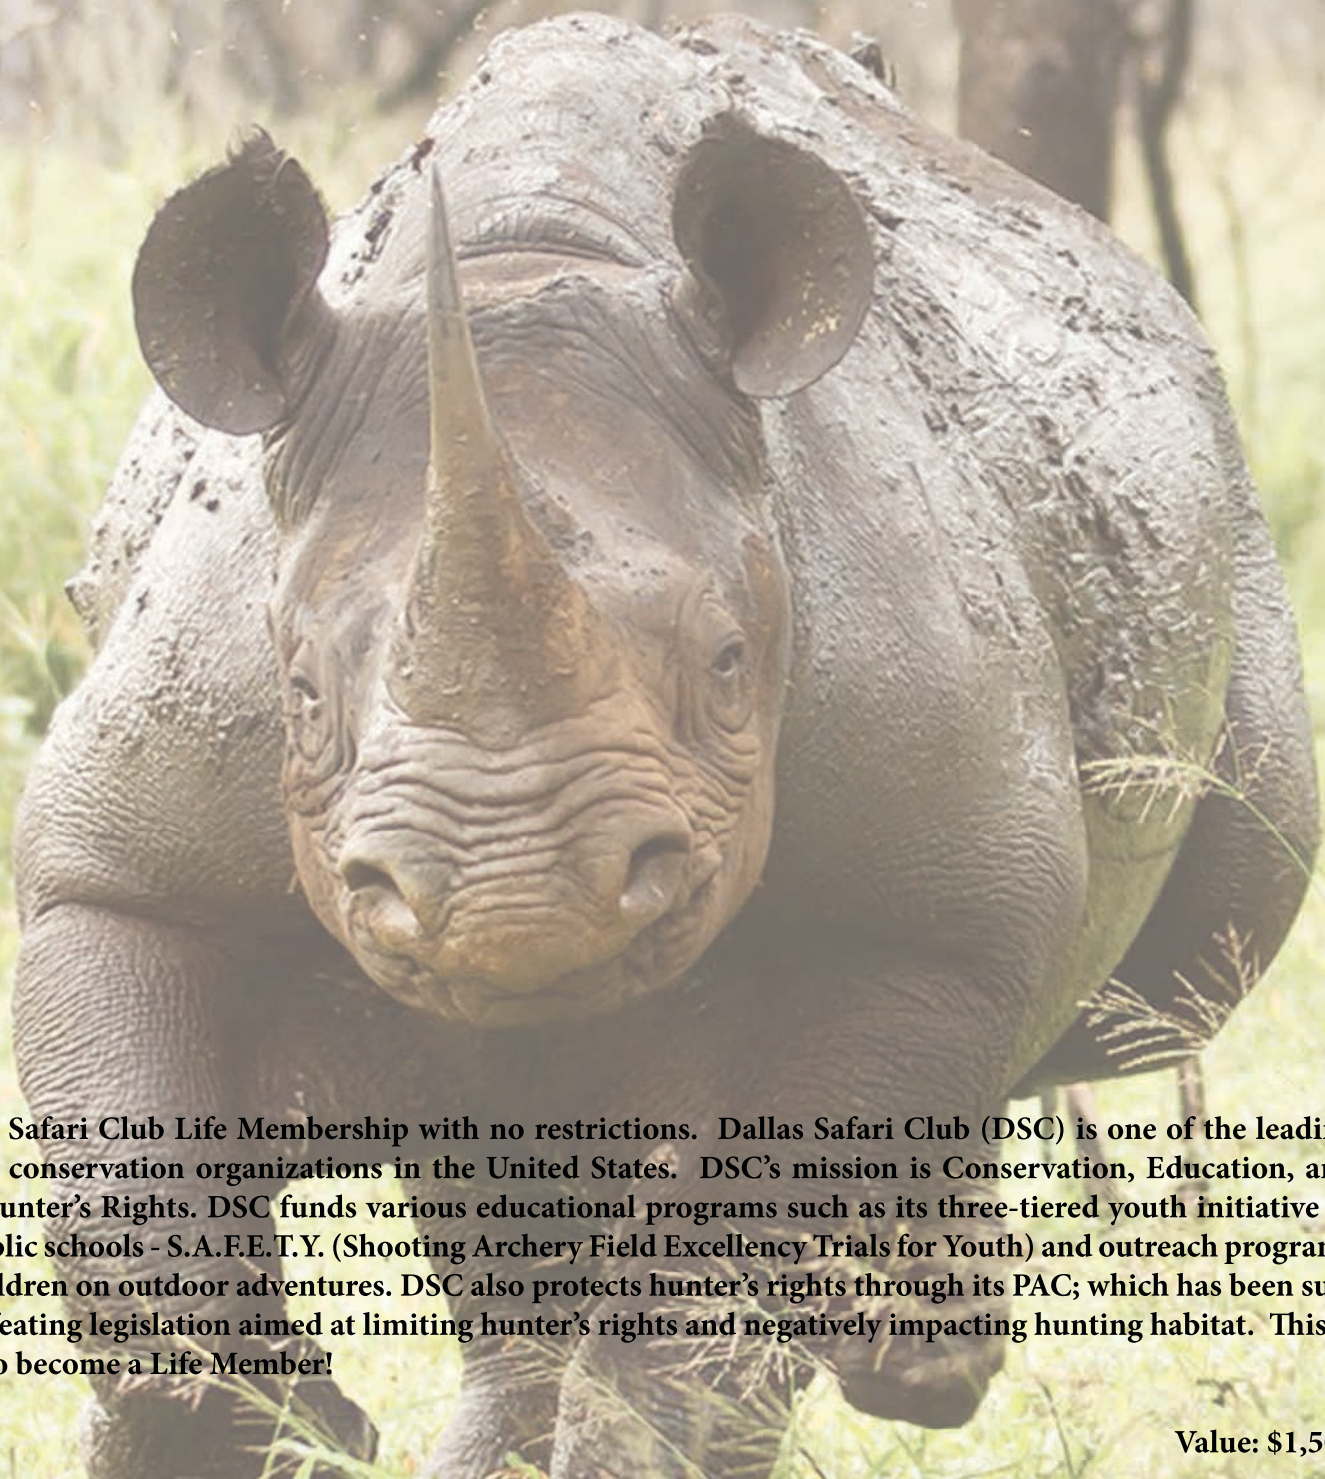 Safari Club Life Membership with no restrictions. Dallas Safari Club (DSC) is one of the leadi
conservation organizations in the United States. DSC’s mission is Conservation, Education, a
unter’s Rights. DSC funds various educational programs such as its three-tiered youth initiative
lic schools - S.A.F.E.T.Y. (Shooting Archery Field Excellency Trials for Youth) and outreach progra
ldren on outdoor adventures. DSC also protects hunter’s rights through its PAC; which has been su
eating legislation aimed at limiting hunter’s rights and negatively impacting hunting habitat. This
o become a Life Member!
Value: $1,5